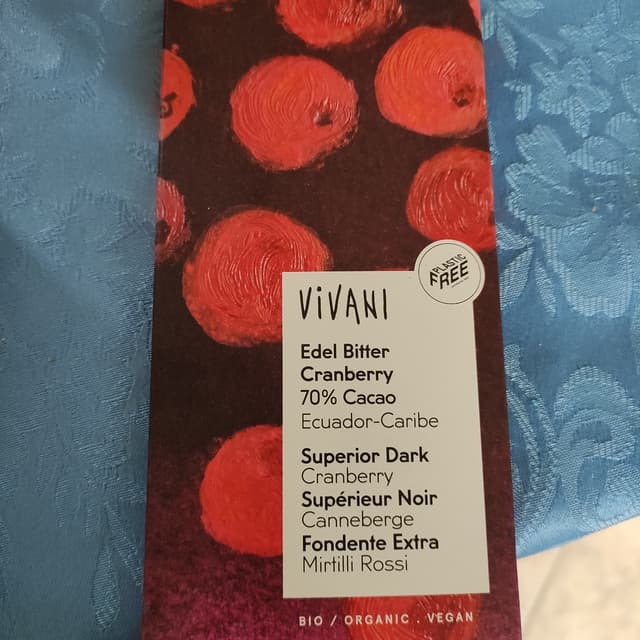 PLASTIC
FREE
ViVANI
Edel Bitter
Cranberry
70% Cacao
Ecuador-Caribe
Superior Dark
Cranberry
Supérieur Noir
Canneberge
Fondente Extra
Mirtilli Rossi
BIO / ORGANIC . VEGAN